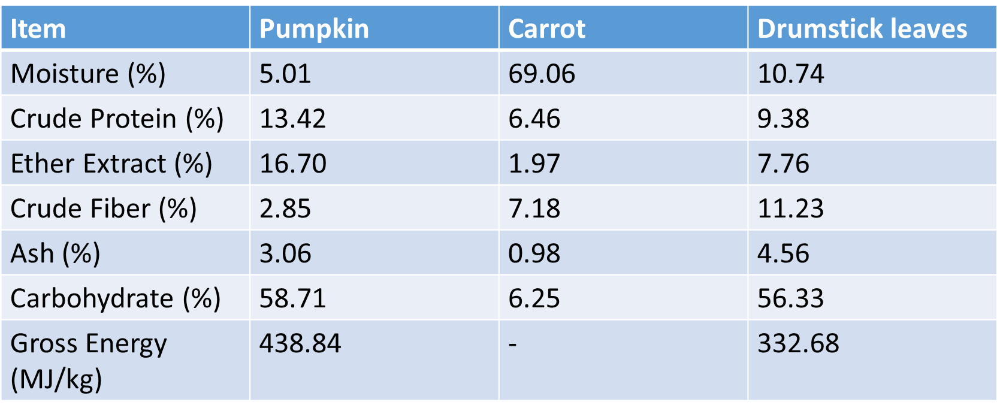 Item Pumpkin Carrot Drumstick leaves
Moisture (%) 5.01 69.06 10.74
Crude Protein (%) 13.42 6.46 9.38
Ether Extract (%) 16.70 1.97 7.76
Crude Fiber (%) 2.85 7.18 11.23
Ash (%) 3.06 0.98 4.56
Carbohydrate (%) 58.71 6.25 56.33
Gross Energy 438.84 - 332.68
(MJ/kg)